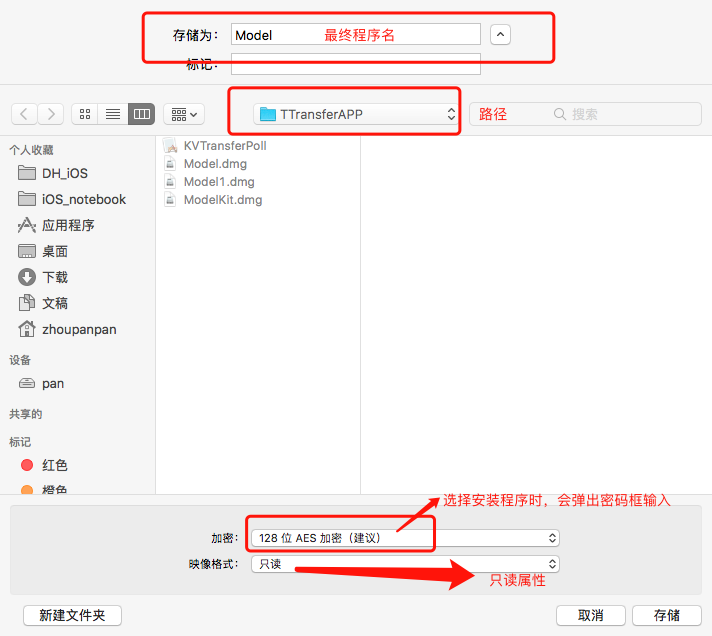 存储为： Model 最终程序名
标记：
TTransferAPP 路径 搜索
个人收藏
DH_iOS
iOS_notebook
应用程序
桌面
下载
文稿
zhoupanpan
设备
pan
共享的
标记
红色
橙色
KVTransferPoll
Model.dmg
Model1.dmg
ModelKit.dmg
选择安装程序时，会弹出密码框输入
加密： 128 位 AES 加密（建议）
映像格式： 只读
只读属性
新建文件夹 取消 存储